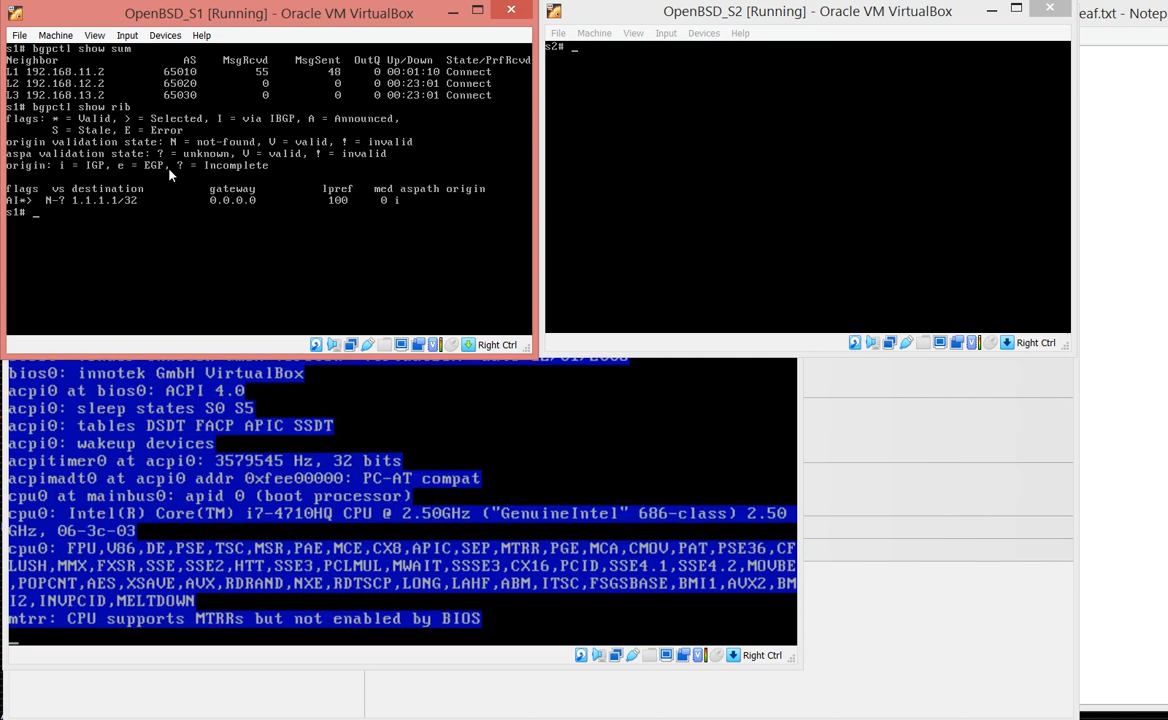 OpenBSD_S1 [Running] - Oracle VM VirtualBox
File Machine View Input Devices Help
s1# bgpctl show sum
Neighbor AS MsgRcvd MsgSent OutQ Up/Down State/PrfRcvd
L1 192.168.11.2 65010 55 48 0 00:01:10 Connect
L2 192.168.12.2 65020 0 0 0 00:23:01 Connect
L3 192.168.13.2 65030 0 0 0 00:23:01 Connect
s1# bgpctl show rib
flags: * = Valid, > = Selected, I = via IBGP, A = Announced,
S = Stale, E = Error
origin validation state: N = not-found, V = valid, ! = invalid
aspa validation state: ? = unknown, V = valid, ! = invalid
origin: i = IGP, e = EGP, ? = Incomplete
flags vs destination gateway lpref med aspath origin
AI*> N-? 1.1.1.1/32 0.0.0.0 100 0 i
s1# _
Right Ctrl
OpenBSD_S2 [Running] - Oracle VM VirtualBox
File Machine View Input Devices Help
s2# _
Right Ctrl
eaf.txt - Notep
bios0: innotek GmbH VirtualBox
acpi0 at bios0: ACPI 4.0
acpi0: sleep states S0 S5
acpi0: tables DSDT FACP APIC SSDT
acpi0: wakeup devices
acpitimer0 at acpi0: 3579545 Hz, 32 bits
acpimadt0 at acpi0 addr 0xfee00000: PC-AT compat
cpu0 at mainbus0: apid 0 (boot processor)
cpu0: Intel(R) Core(TM) i7-4710HQ CPU @ 2.50GHz ("GenuineIntel" 686-class) 2.50
GHz, 06-3c-03
cpu0: FPU,V86,DE,PSE,TSC,MSR,PAE,MCE,CX8,APIC,SEP,MTRR,PGE,MCA,CMOV,PAT,PSE36,CF
LUSH,MMX,FXSR,SSE,SSE2,HTT,SSE3,PCLMUL,MWAIT,SSSE3,CX16,PCID,SSE4.1,SSE4.2,MOVBE
,POPCNT,AES,XSAVE,AVX,RDRAND,NXE,RDTSCP,LONG,LAHF,ABM,ITSC,FSGSBASE,BMI1,AVX2,BM
I2,INVPCID,MELTDOWN
mtrr: CPU supports MTRRs but not enabled by BIOS
_
Right Ctrl